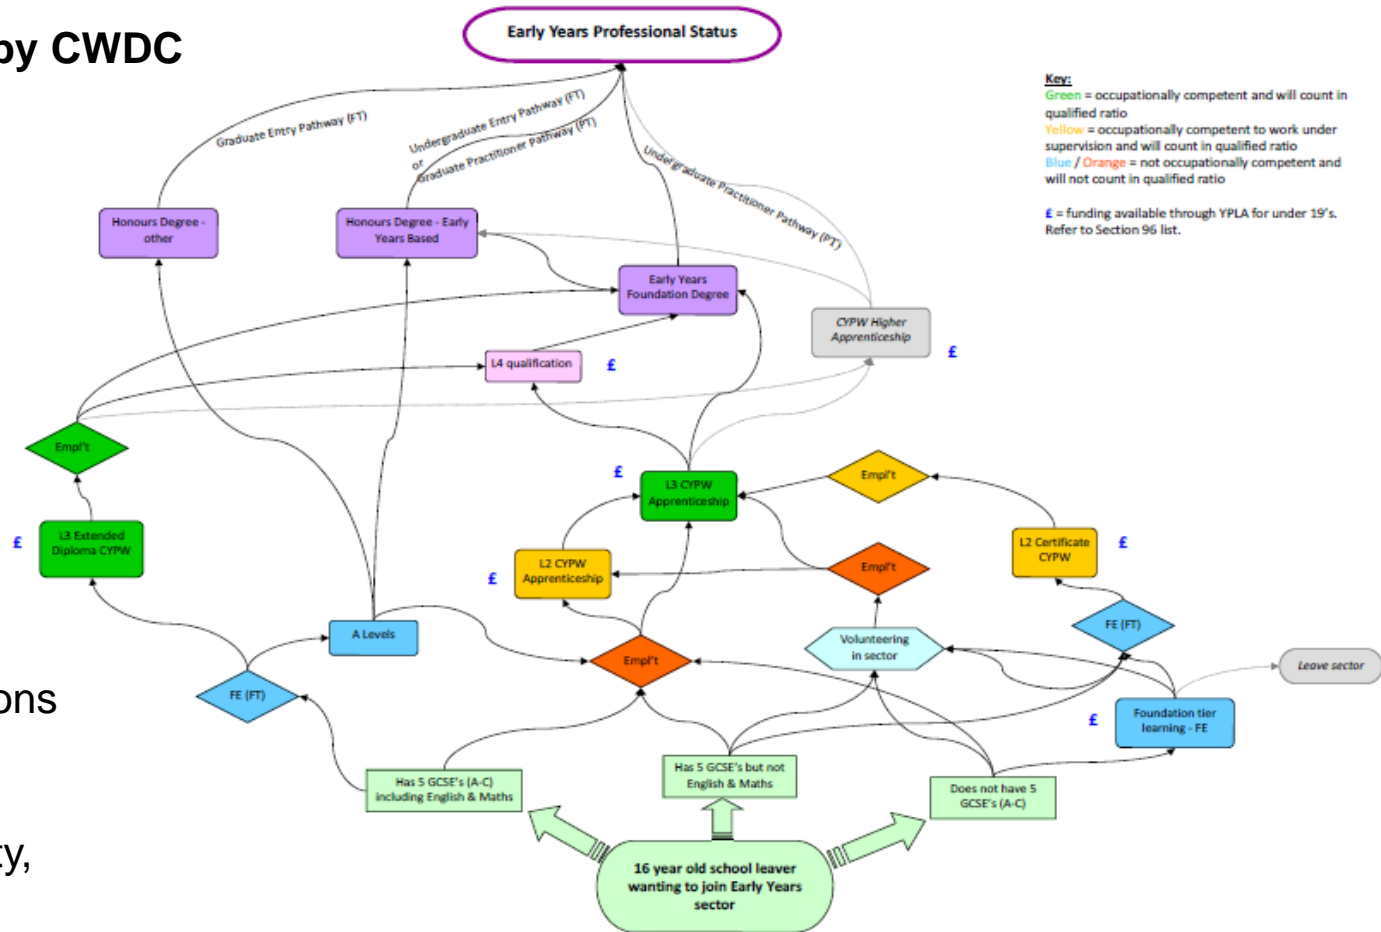 by CWDC
Early Years Professional Status
Key:
Green = occupationally competent and will count in
qualified ratio
Yellow = occupationally competent to work under
supervision and will count in qualified ratio
Blue / Orange = not occupationally competent and
will not count in qualified ratio
£ = funding available through YPLA for under 19's.
Refer to Section 96 list.
Graduate Entry Pathway (FT)
Undergraduate Entry Pathway (FT)
or
Graduate Practitioner Pathway (PT)
Undergraduate Practitioner Pathway (PT)
Honours Degree -
other
Honours Degree - Early
Years Based
Early Years
Foundation Degree
CYPW Higher
Apprenticeship
£
L4 qualification
£
Empl't
£
L3 CYPW
Apprenticeship
Empl't
£
L3 Extended
Diploma CYPW
L2 Certificate
CYPW
£
£
L2 CYPW
Apprenticeship
Empl't
A Levels
FE (FT)
Volunteering
in sector
Empl't
Leave sector
FE (FT)
ons
£
Foundation tier
learning - FE
Has 5 GCSE's (A-C)
including English & Maths
Has 5 GCSE's but not
English & Maths
Does not have 5
GCSE's (A-C)
ty,
16 year old school leaver
wanting to join Early Years
sector